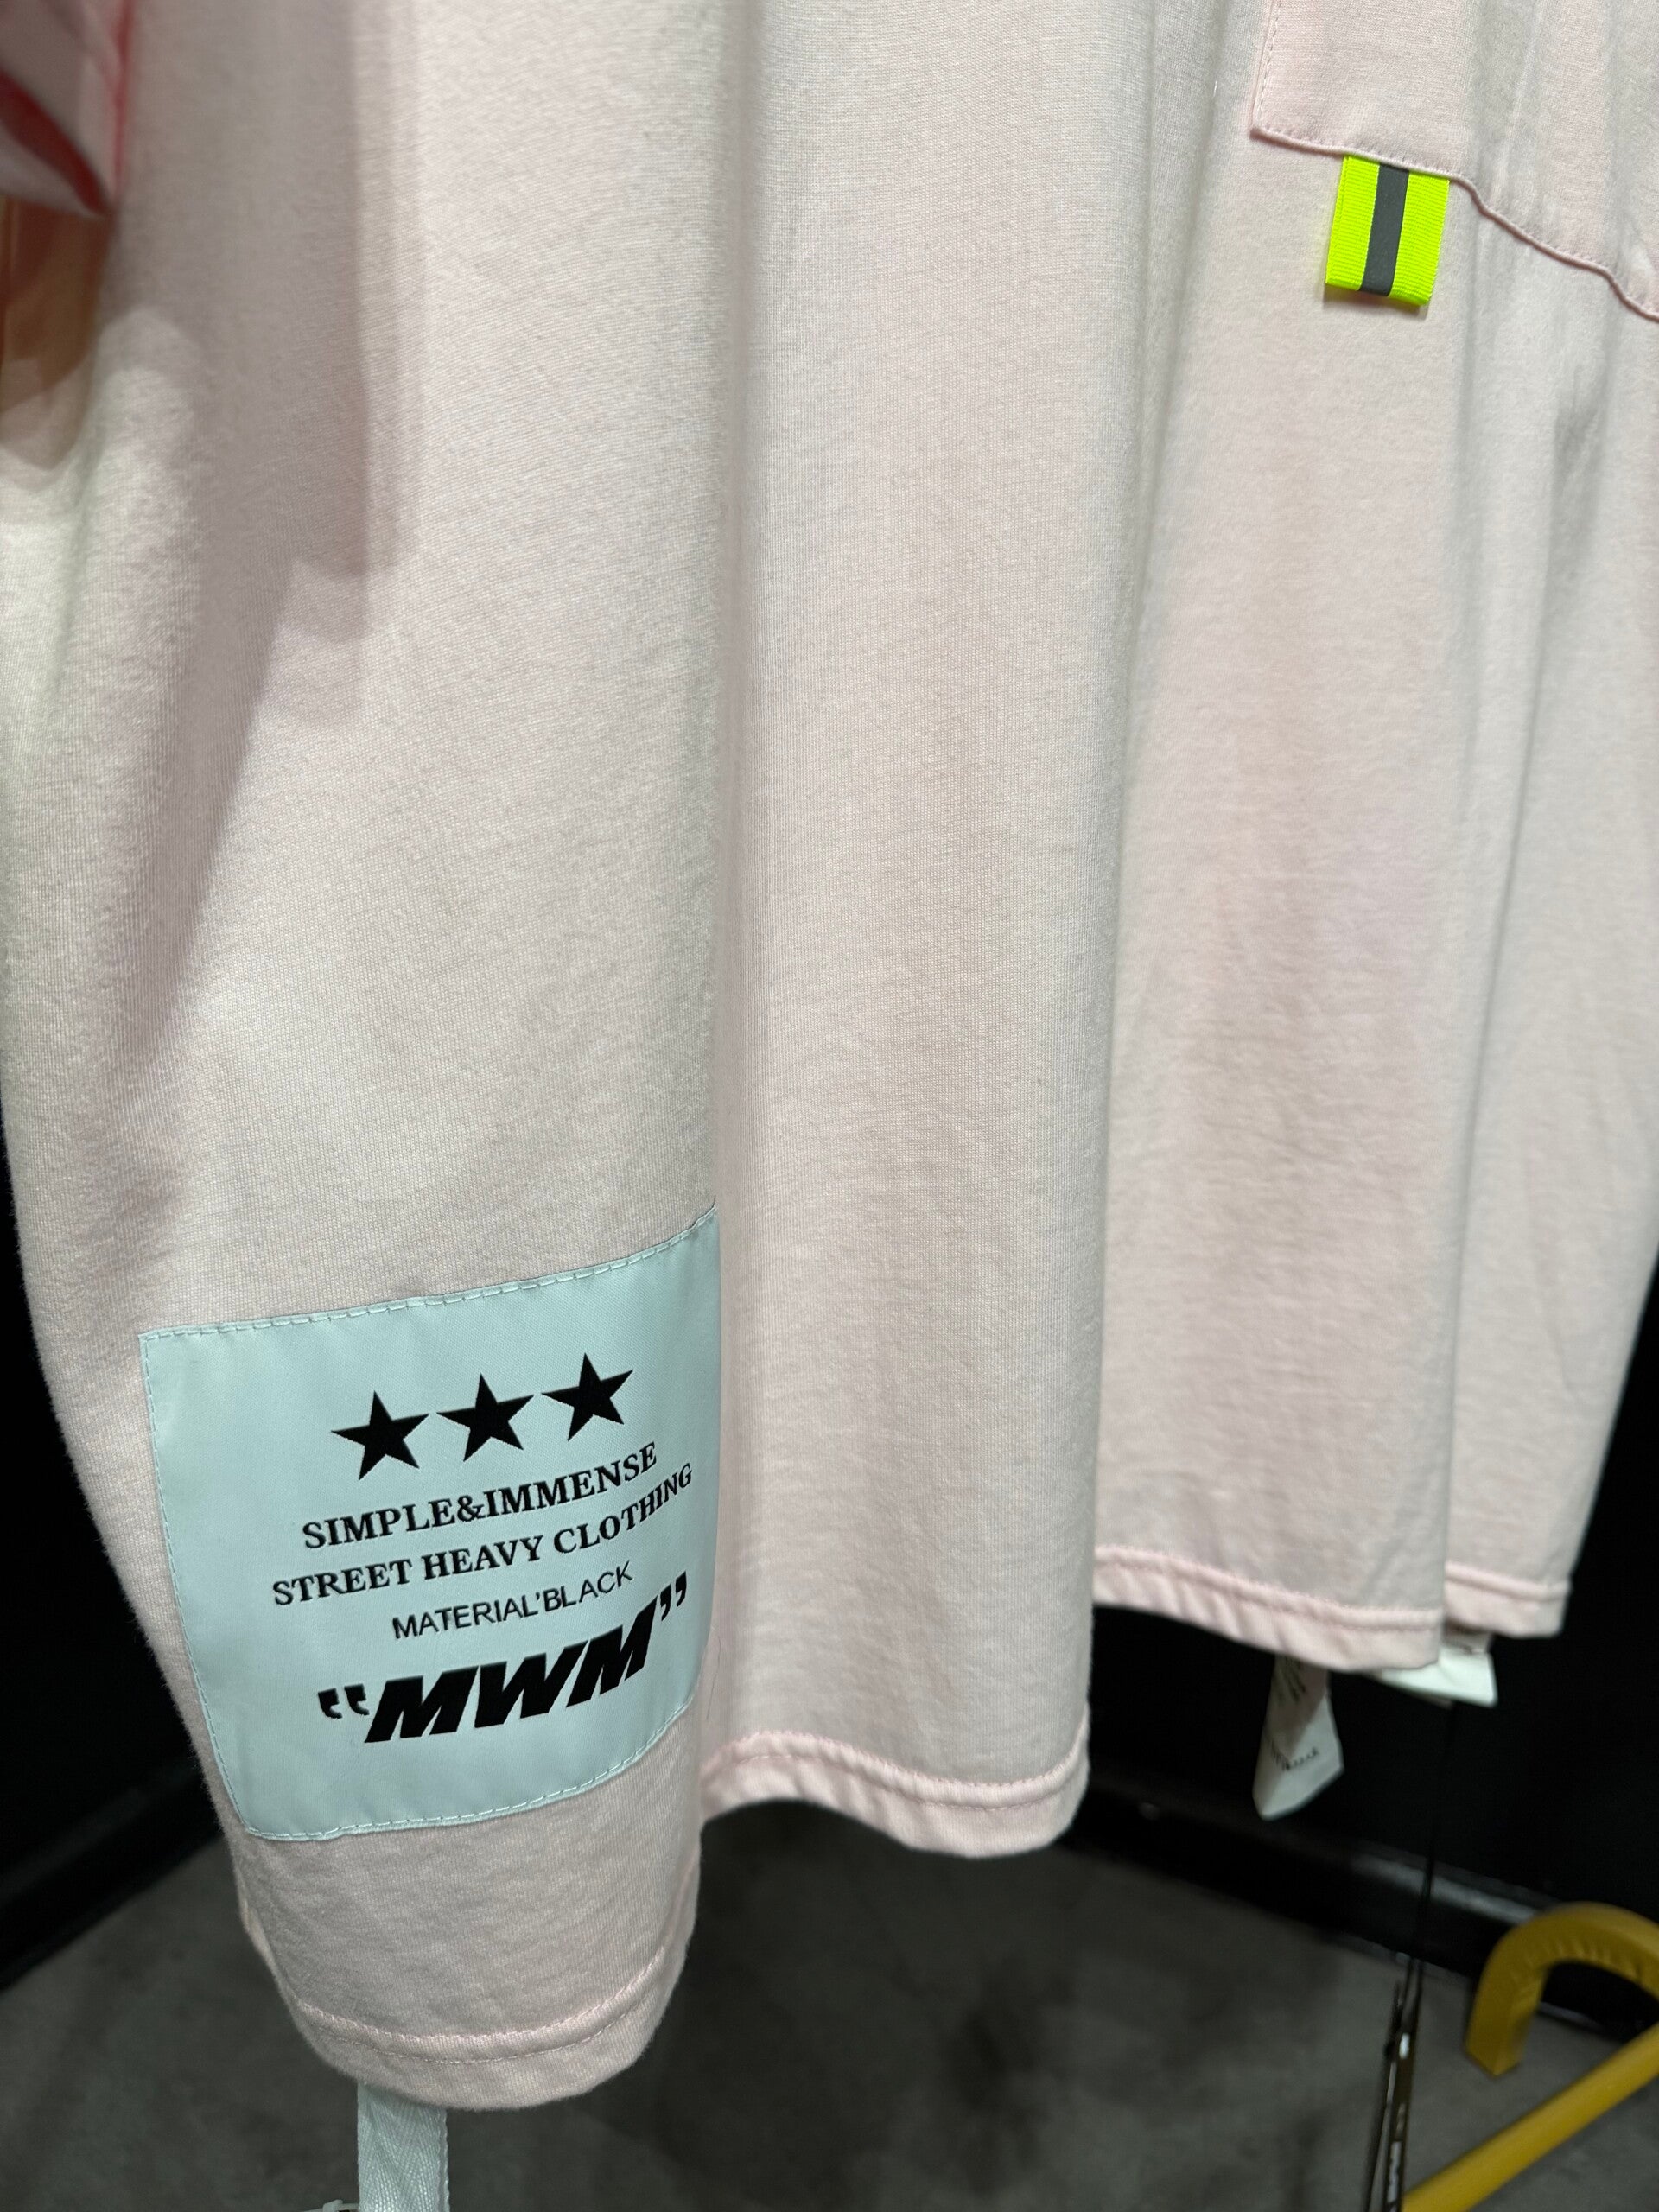 SIMPLE&IMMENSE
STREET HEAVY CLOTHING
MATERIAL'BLACK
"MWM"